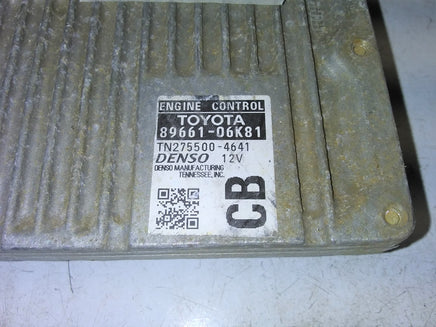 ENGINE CONTROL
TOYOTA
89661-06K81
TN275500-4641
DENSO 12V
DENSO MANUFACTURING
TENNESSEE, INC.
CB